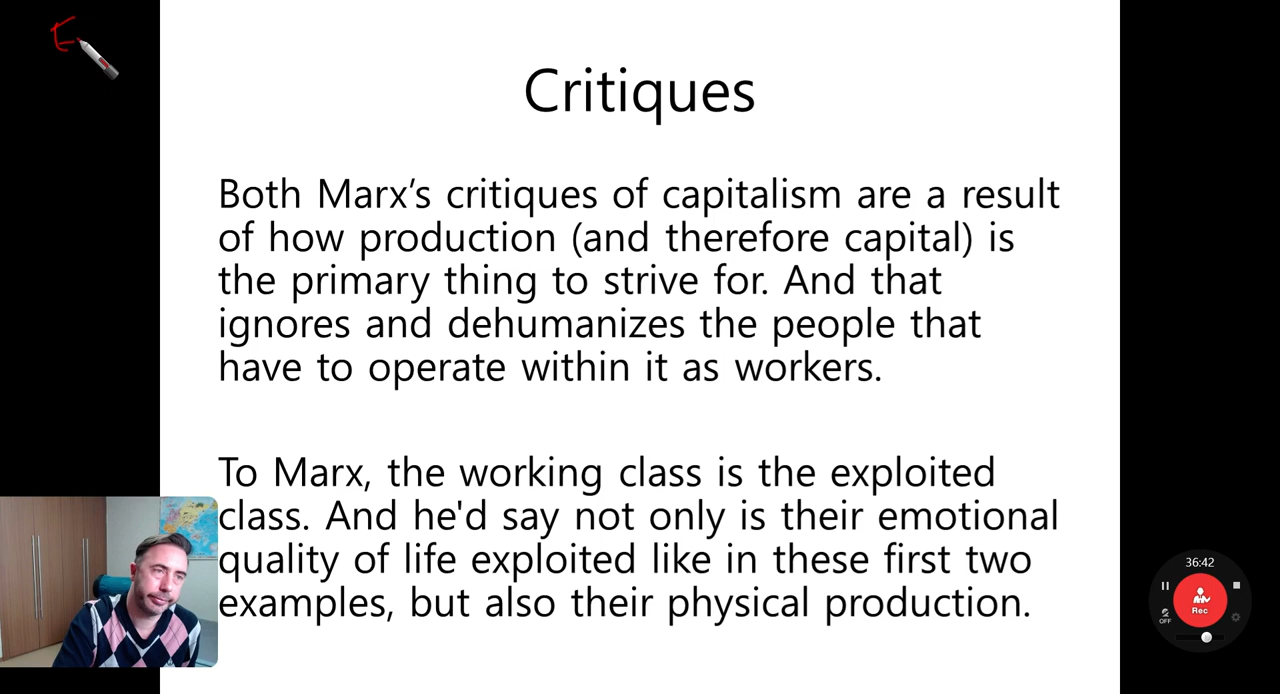 Critiques
Both Marx’s critiques of capitalism are a result
of how production (and therefore capital) is
the primary thing to strive for. And that
ignores and dehumanizes the people that
have to operate within it as workers.
To Marx, the working class is the exploited
class. And he'd say not only is their emotional
quality of life exploited like in these first two
examples, but also their physical production.
36:42
Rec
OFF